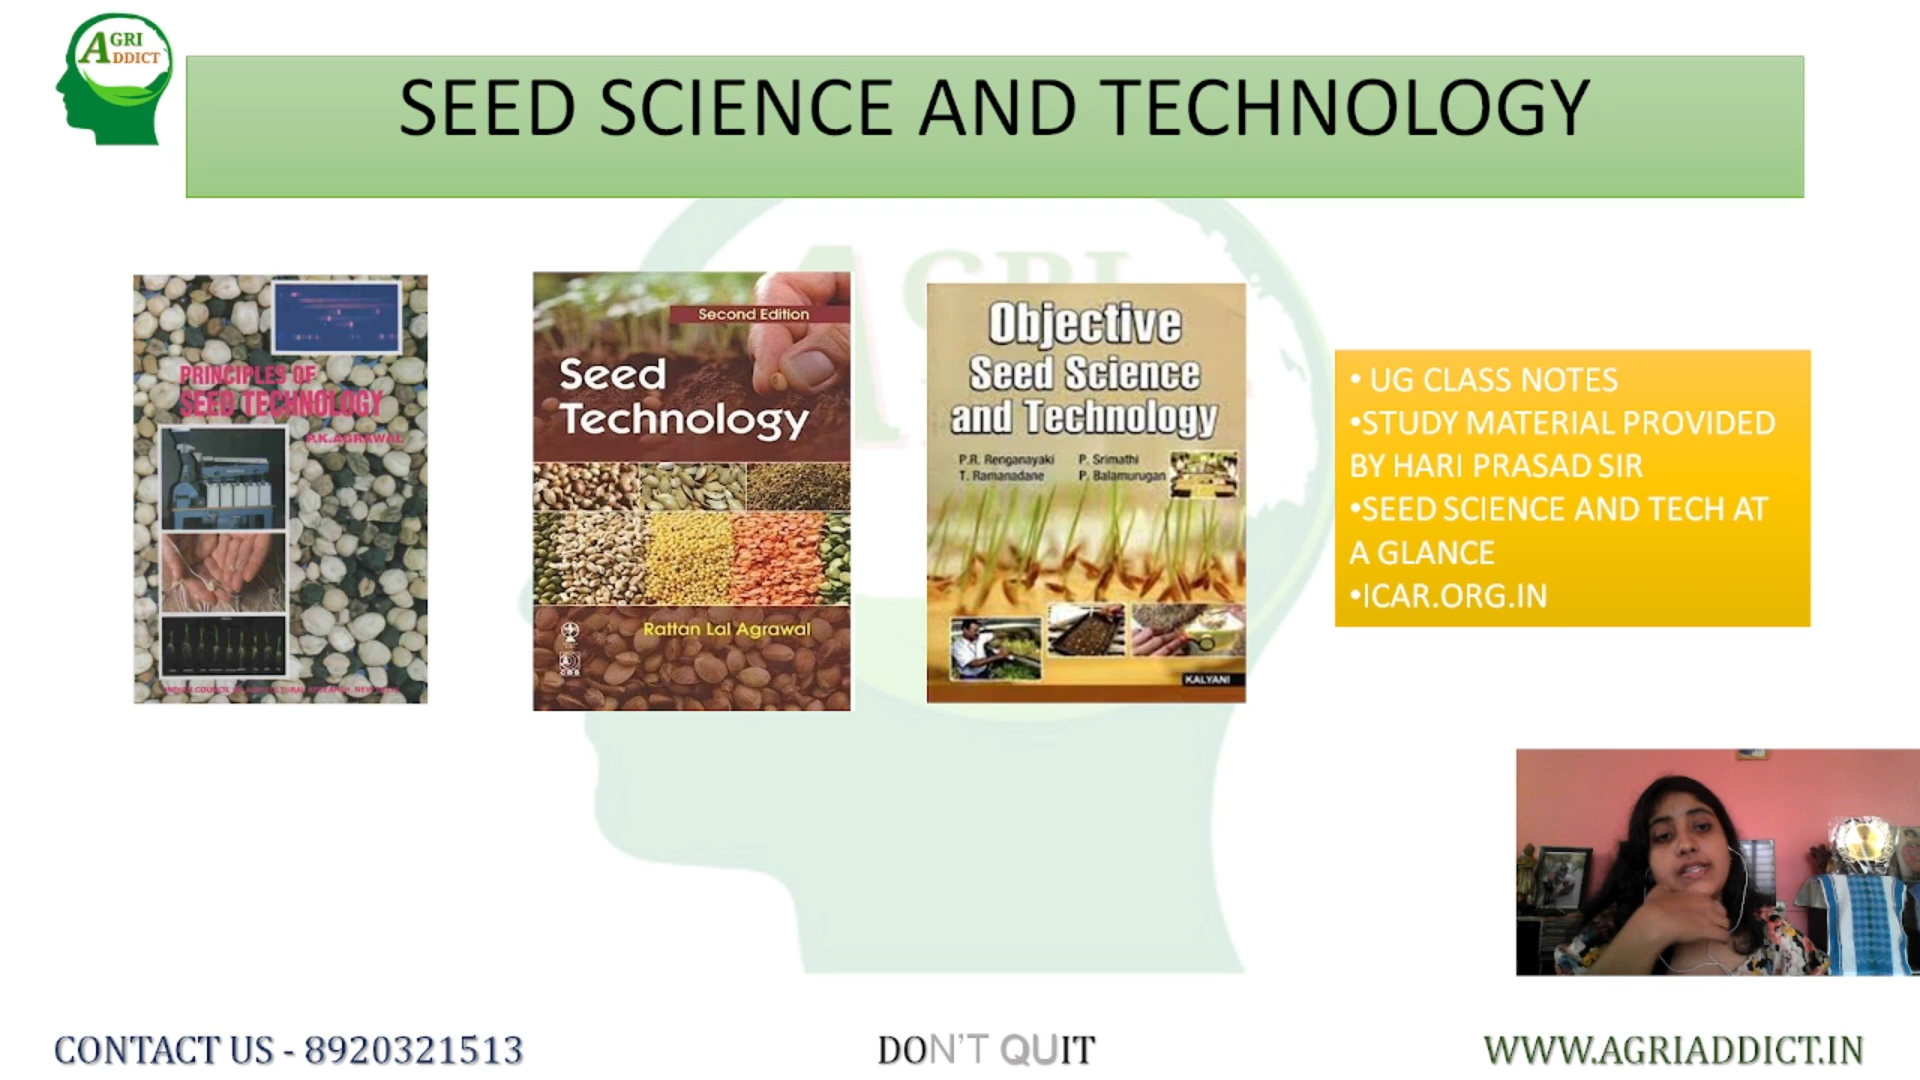 AGRI
ADDICT
SEED SCIENCE AND TECHNOLOGY
PRINCIPLES OF
SEED TECHNOLOGY
P.K.AGRAWAL
Second Edition
Seed
Technology
Rattan Lal Agrawal
CBS
Objective
Seed Science
and Technology
P.R. Renganayaki P. Srimathi
T. Ramanadane P. Balamurugan
KALYANI
• UG CLASS NOTES
•STUDY MATERIAL PROVIDED
BY HARI PRASAD SIR
•SEED SCIENCE AND TECH AT
A GLANCE
•ICAR.ORG.IN
AGRI
CONTACT US - 8920321513
DON'T QUIT
WWW.AGRIADDICT.IN